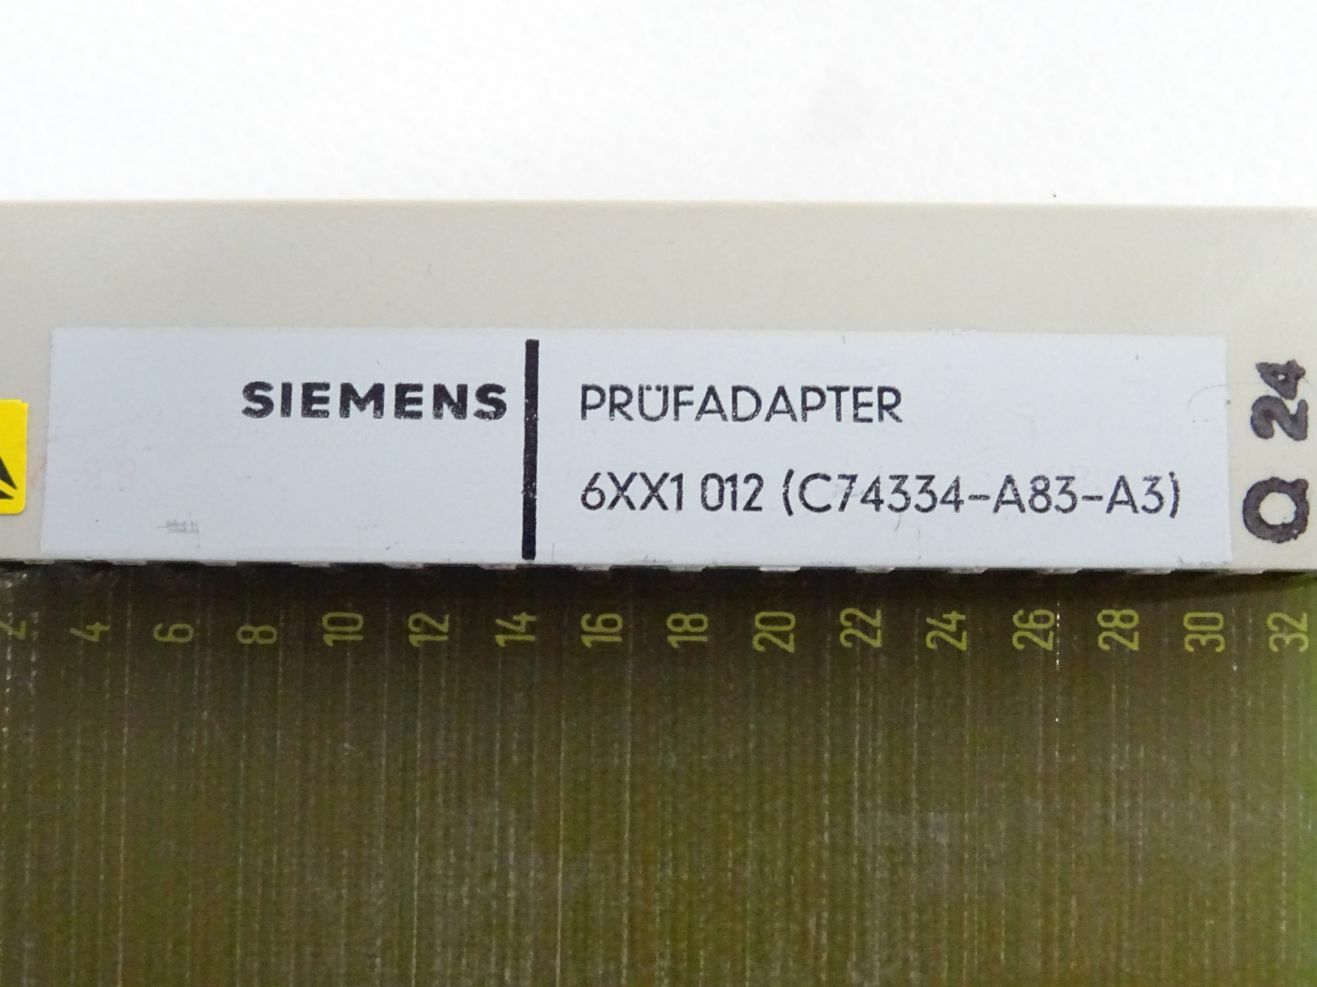 SIEMENS
PRÜFADAPTER
6XX1 012 (C74334-A83-A3)
Q 24
2 4 6 8 10 12 14 16 18 20 22 24 26 28 30 32